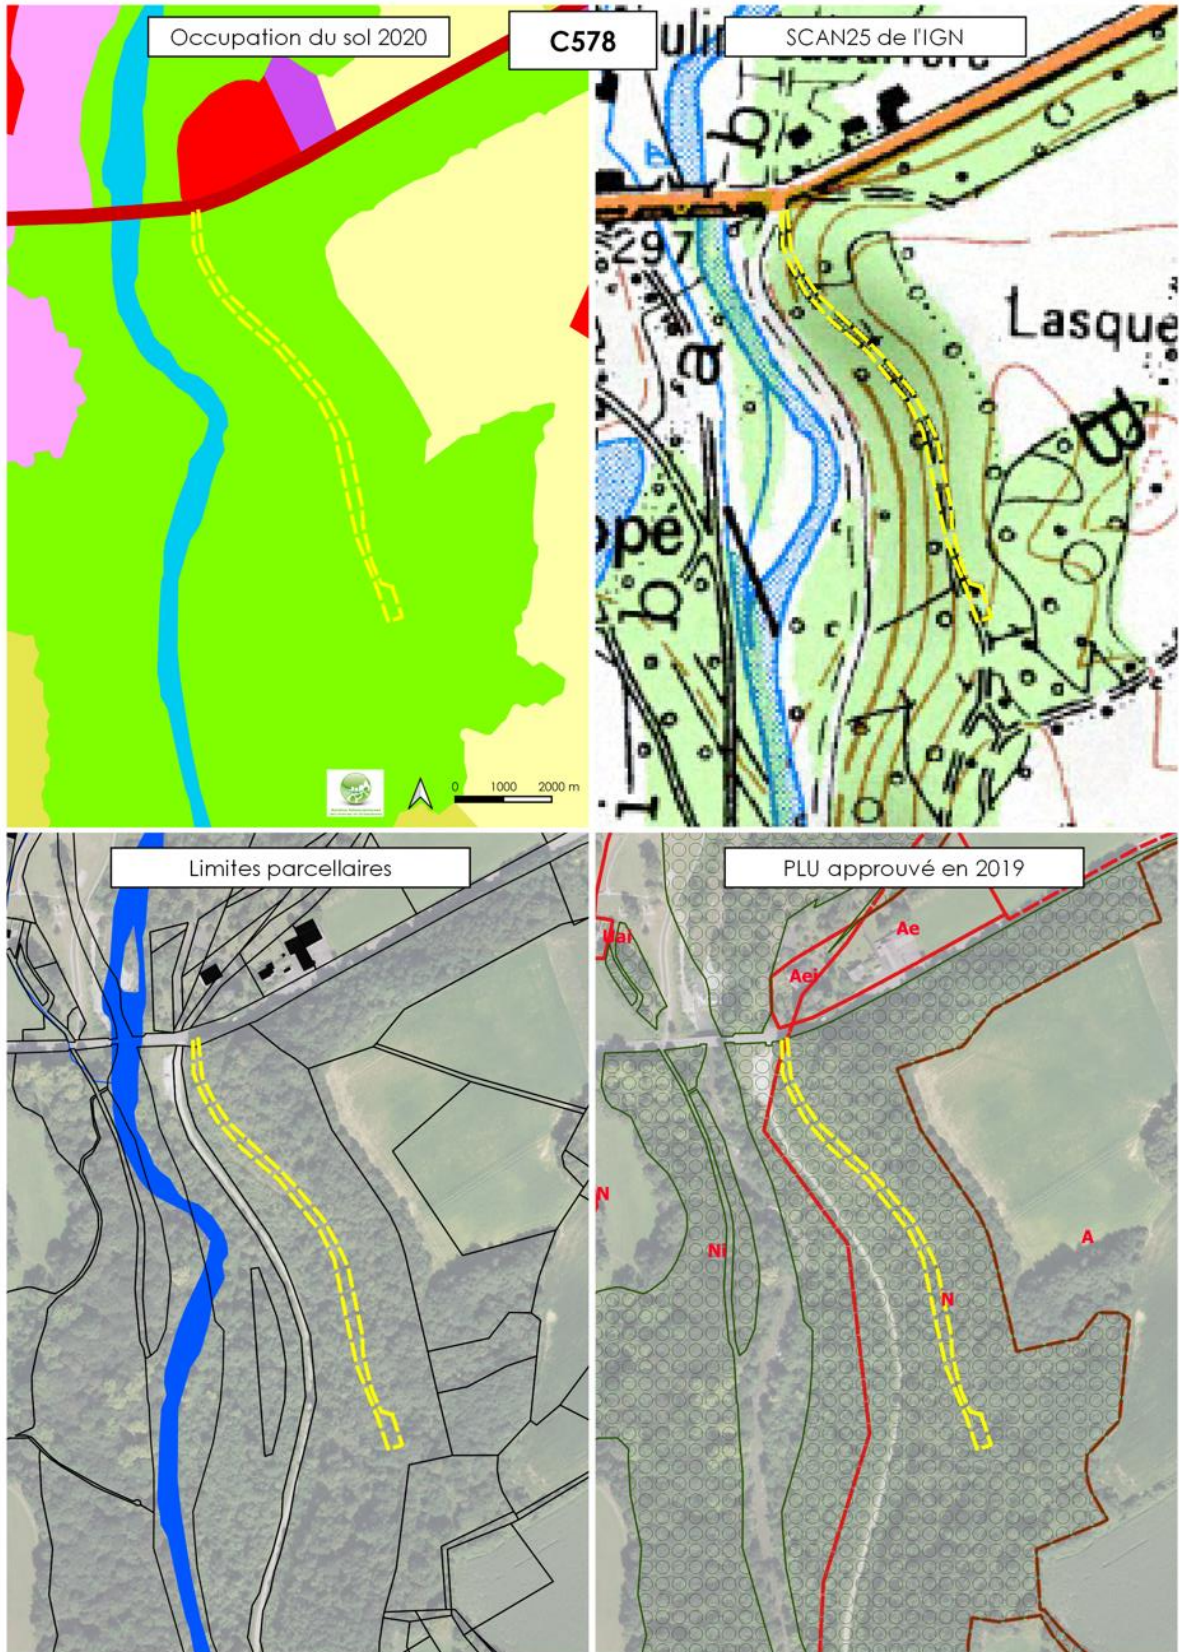 Occupation du sol 2020
C578
SCAN25 de l'IGN
297
Lasque
a
b
B
b
0 1000 2000 m
Limites parcellaires
PLU approuvé en 2019
Uai
Ae
Aei
N
Ni
A
N